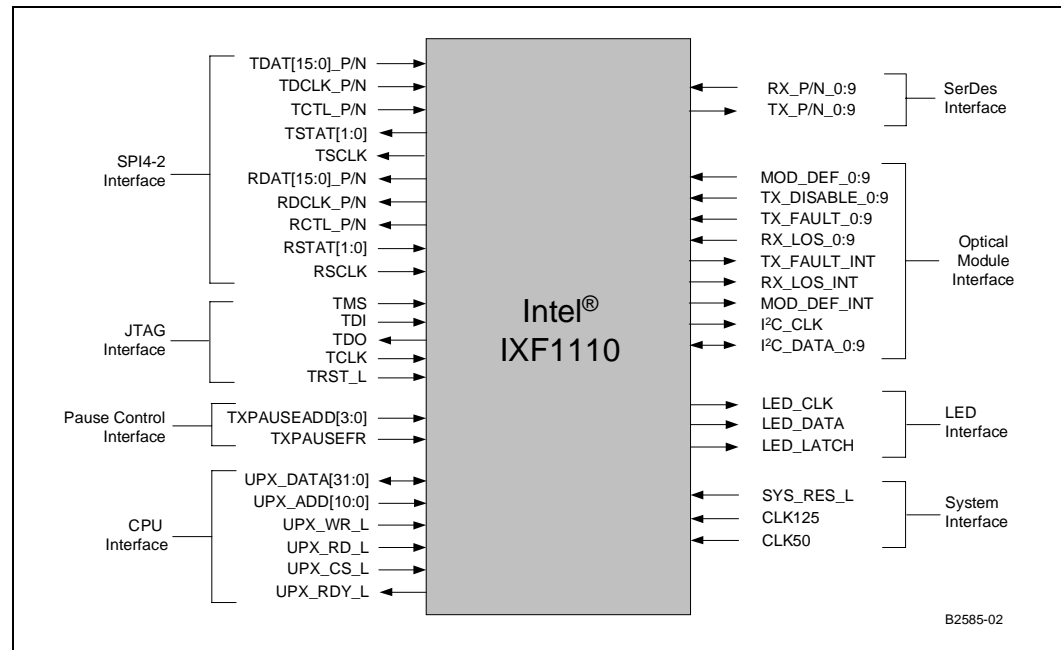 TDAT[15:0]_P/N
TDCLK_P/N
TCTL_P/N
TSTAT[1:0]
TSCLK
RDAT[15:0]_P/N
RDCLK_P/N
RCTL_P/N
RSTAT[1:0]
RSCLK
SPI4-2
Interface
TMS
TDI
TDO
TCLK
TRST_L
JTAG
Interface
TXPAUSEADD[3:0]
TXPAUSEFR
Pause Control
Interface
UPX_DATA[31:0]
UPX_ADD[10:0]
UPX_WR_L
UPX_RD_L
UPX_CS_L
UPX_RDY_L
CPU
Interface
Intel®
IXF1110
RX_P/N_0:9
TX_P/N_0:9
SerDes
Interface
MOD_DEF_0:9
TX_DISABLE_0:9
TX_FAULT_0:9
RX_LOS_0:9
TX_FAULT_INT
RX_LOS_INT
MOD_DEF_INT
I²C_CLK
I²C_DATA_0:9
Optical
Module
Interface
LED_CLK
LED_DATA
LED_LATCH
LED
Interface
SYS_RES_L
CLK125
CLK50
System
Interface
B2585-02